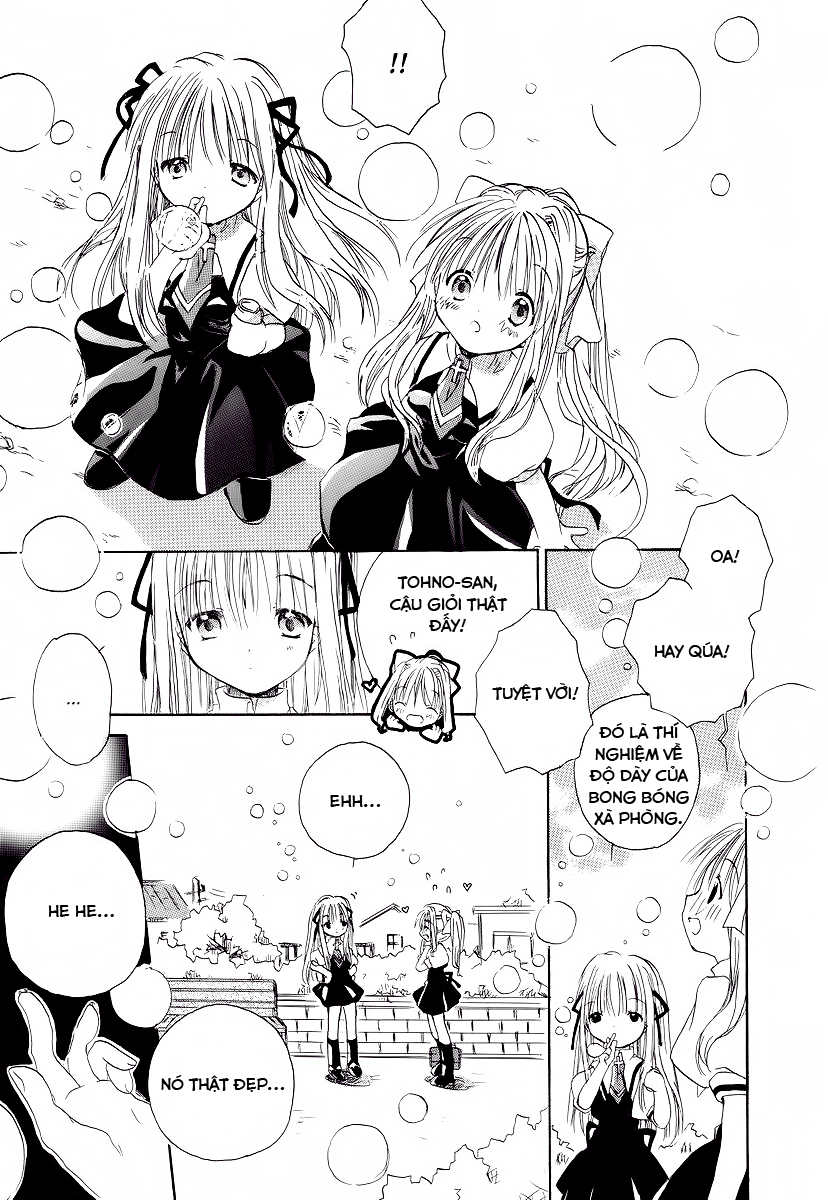 !!
OA!
HAY QÚA!
TUYỆT VỜI!
ĐÓ LÀ THÍ
NGHIỆM VỀ
ĐỘ DÀY CỦA
BONG BÓNG
XÀ PHÒNG.
TOHNO-SAN,
CẬU GIỎI THẬT
ĐẤY!
...
EHH...
HE HE...
NÓ THẬT ĐẸP...